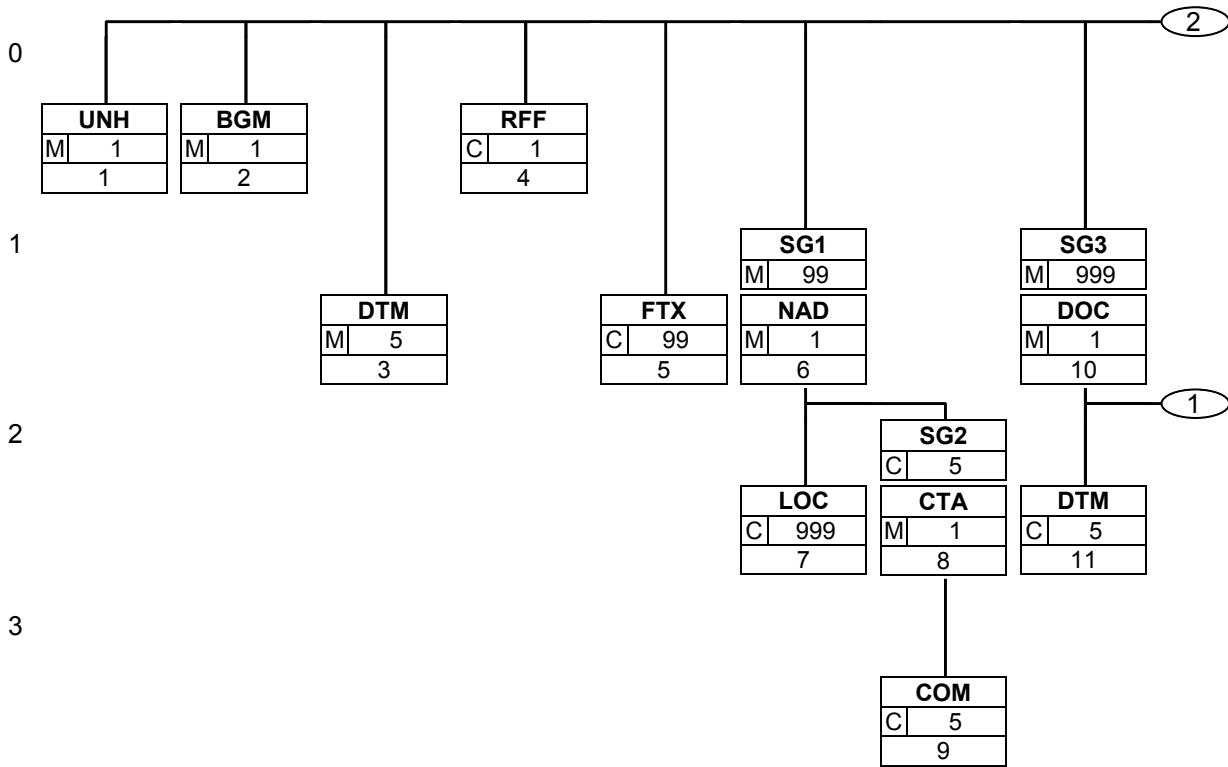 2
0
UNH
M 1
1
BGM
M 1
2
RFF
C 1
4
1
SG1
M 99
SG3
M 999
DTM
M 5
3
FTX
C 99
5
NAD
M 1
6
DOC
M 1
10
1
2
SG2
C 5
LOC
C 999
7
CTA
M 1
8
DTM
C 5
11
3
COM
C 5
9